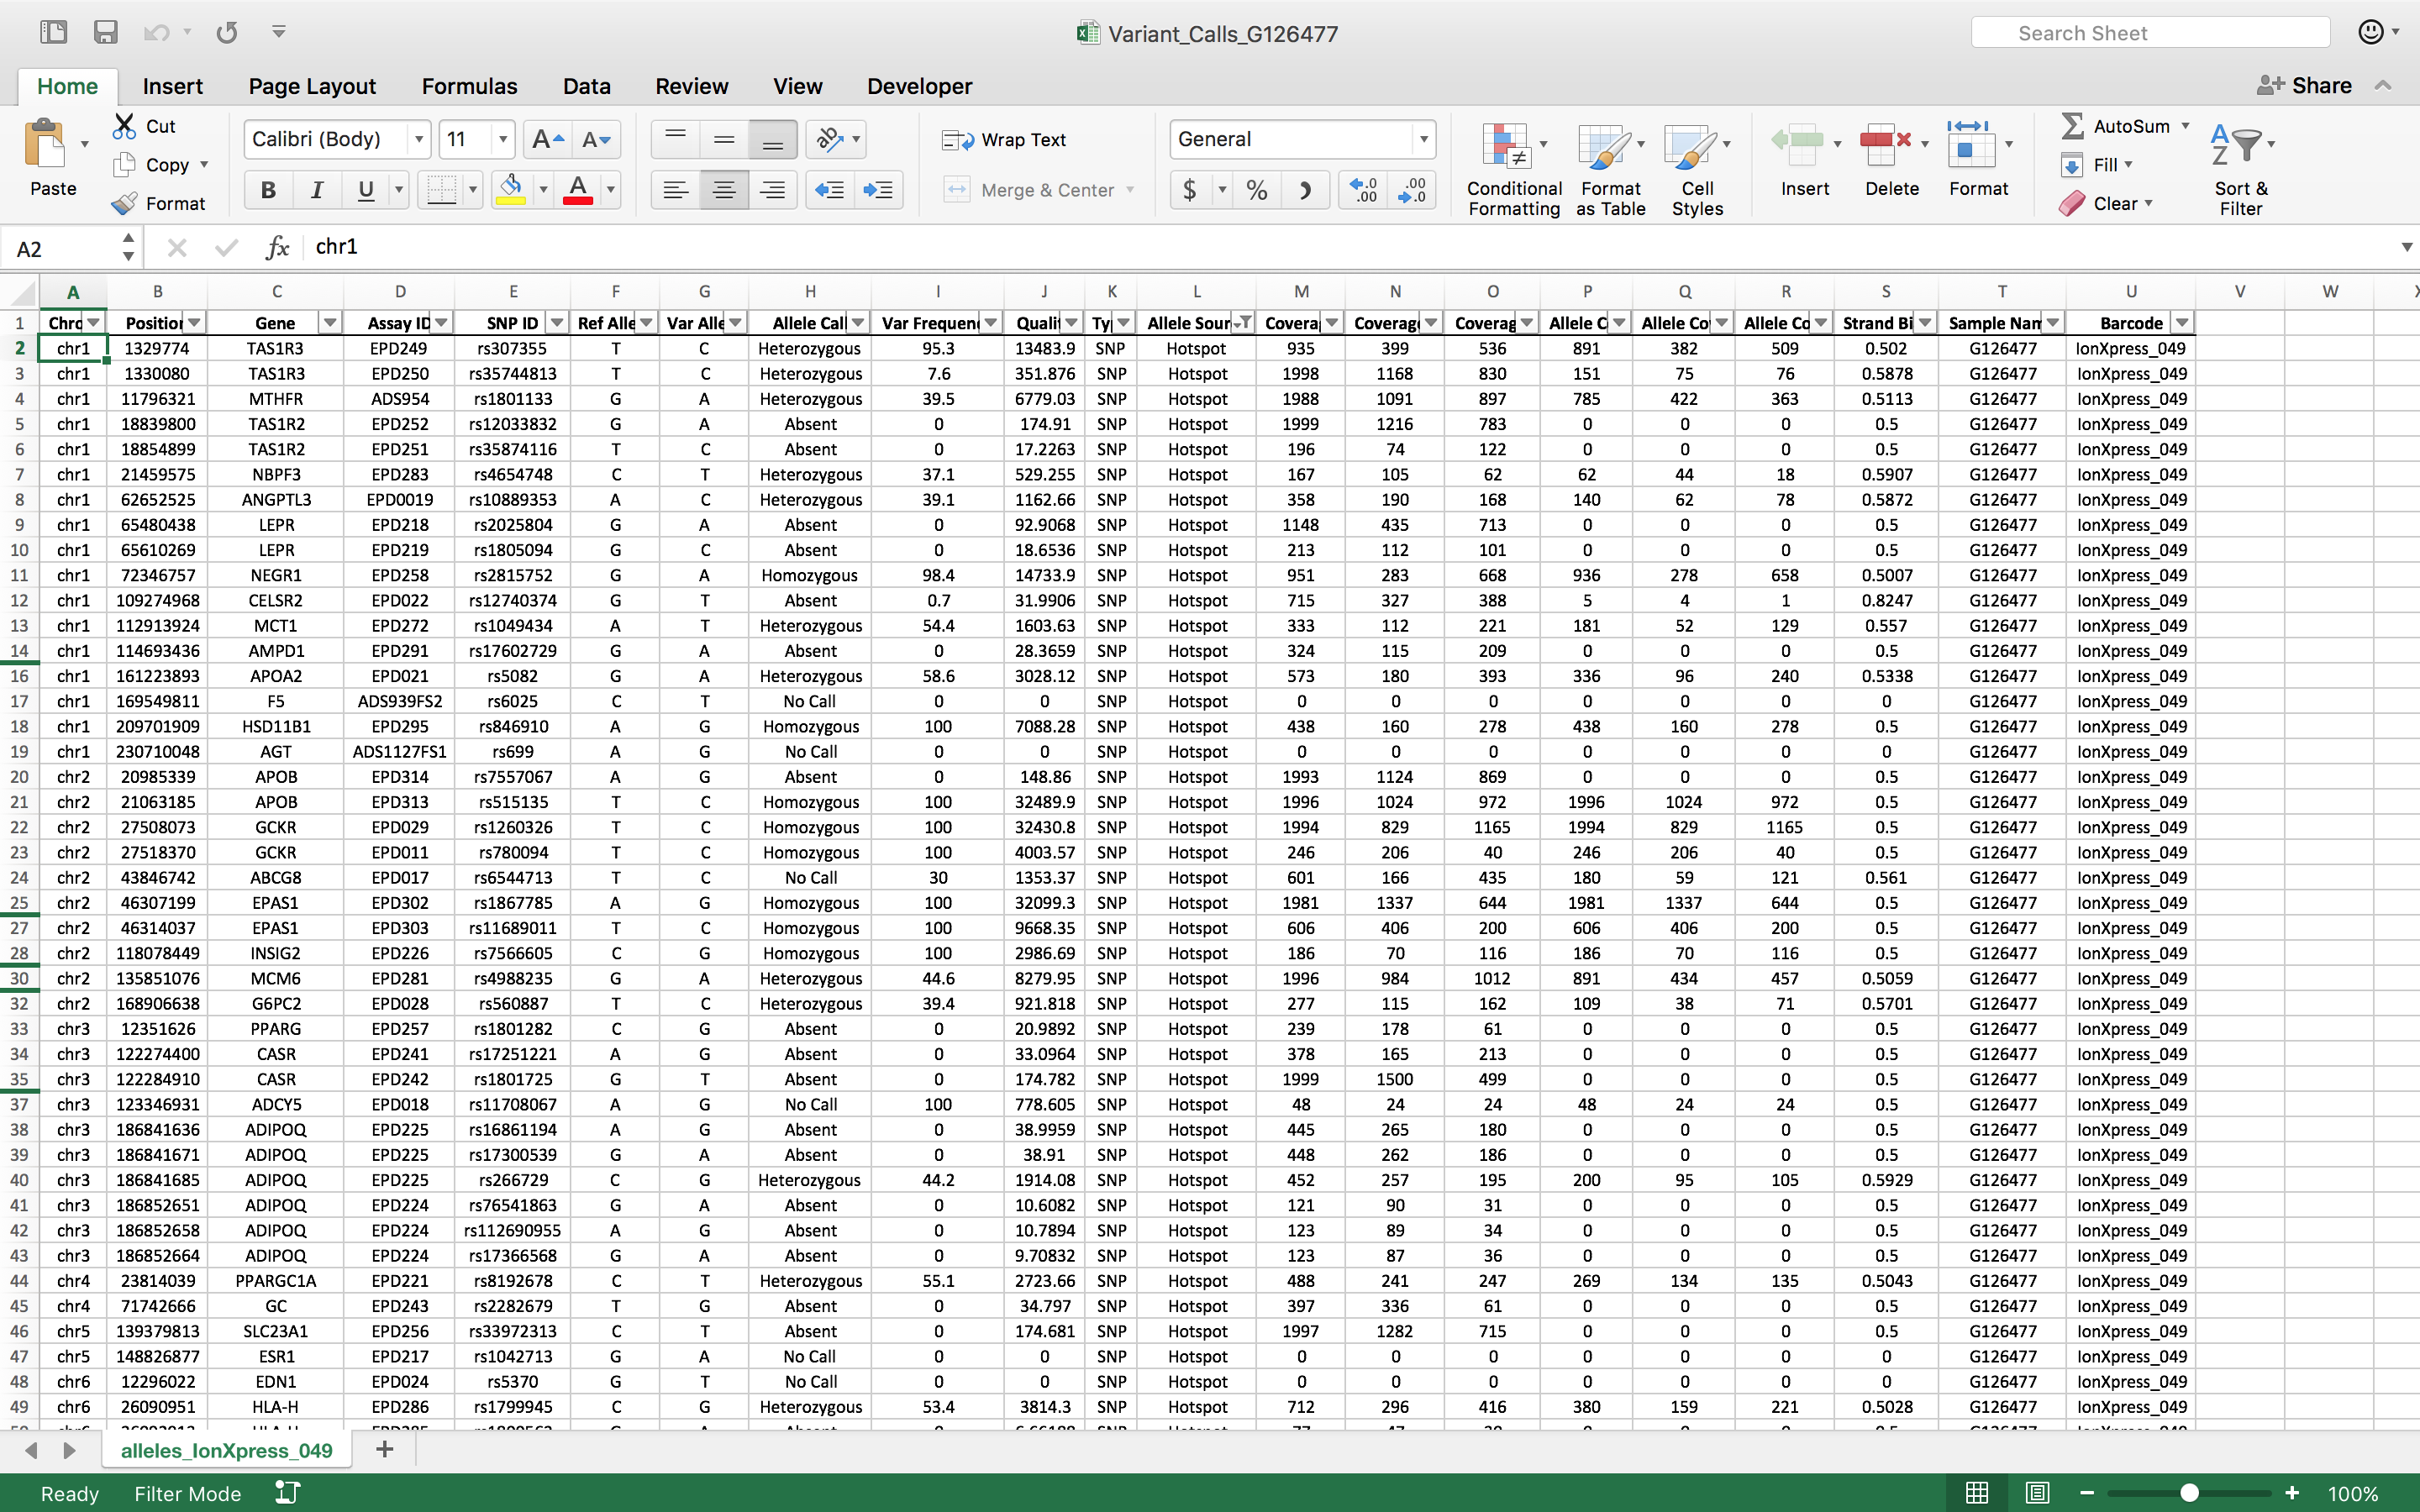 Variant_Calls_G126477
Search Sheet
Home Insert Page Layout Formulas Data Review View Developer Share
Paste Cut Copy Format
Calibri (Body) 11
B I U
Wrap Text
Merge & Center
General
$ % 
Conditional Formatting
Format as Table
Cell Styles
Insert Delete Format
AutoSum
Fill
Clear
Sort & Filter
A2 fx chr1
A B C D E F G H I J K L M N O P Q R S T U V W
1 Chro Position Gene Assay ID SNP ID Ref Alle Var Alle Allele Call Var Frequen Qualit Ty Allele Sour Covera Coverag Coverag Allele C Allele Co Allele Co Strand Bi Sample Nam Barcode
2 chr1 1329774 TAS1R3 EPD249 rs307355 T C Heterozygous 95.3 13483.9 SNP Hotspot 935 399 536 891 382 509 0.502 G126477 IonXpress_049
3 chr1 1330080 TAS1R3 EPD250 rs35744813 T C Heterozygous 7.6 351.876 SNP Hotspot 1998 1168 830 151 75 76 0.5878 G126477 IonXpress_049
4 chr1 11796321 MTHFR ADS954 rs1801133 G A Heterozygous 39.5 6779.03 SNP Hotspot 1988 1091 897 785 422 363 0.5113 G126477 IonXpress_049
5 chr1 18839800 TAS1R2 EPD252 rs12033832 G A Absent 0 174.91 SNP Hotspot 1999 1216 783 0 0 0 0.5 G126477 IonXpress_049
6 chr1 18854899 TAS1R2 EPD251 rs35874116 T C Absent 0 17.2263 SNP Hotspot 196 74 122 0 0 0 0.5 G126477 IonXpress_049
7 chr1 21459575 NBPF3 EPD283 rs4654748 C T Heterozygous 37.1 529.255 SNP Hotspot 167 105 62 62 44 18 0.5907 G126477 IonXpress_049
8 chr1 62652525 ANGPTL3 EPD0019 rs10889353 A C Heterozygous 39.1 1162.66 SNP Hotspot 358 190 168 140 62 78 0.5872 G126477 IonXpress_049
9 chr1 65480438 LEPR EPD218 rs2025804 G A Absent 0 92.9068 SNP Hotspot 1148 435 713 0 0 0 0.5 G126477 IonXpress_049
10 chr1 65610269 LEPR EPD219 rs1805094 G C Absent 0 18.6536 SNP Hotspot 213 112 101 0 0 0 0.5 G126477 IonXpress_049
11 chr1 72346757 NEGR1 EPD258 rs2815752 G A Homozygous 98.4 14733.9 SNP Hotspot 951 283 668 936 278 658 0.5007 G126477 IonXpress_049
12 chr1 109274968 CELSR2 EPD022 rs12740374 G T Absent 0.7 31.9906 SNP Hotspot 715 327 388 5 4 1 0.8247 G126477 IonXpress_049
13 chr1 112913924 MCT1 EPD272 rs1049434 A T Heterozygous 54.4 1603.63 SNP Hotspot 333 112 221 181 52 129 0.557 G126477 IonXpress_049
14 chr1 114693436 AMPD1 EPD291 rs17602729 G A Absent 0 28.3659 SNP Hotspot 324 115 209 0 0 0 0.5 G126477 IonXpress_049
16 chr1 161223893 APOA2 EPD021 rs5082 G A Heterozygous 58.6 3028.12 SNP Hotspot 573 180 393 336 96 240 0.5338 G126477 IonXpress_049
17 chr1 169549811 F5 ADS939FS2 rs6025 C T No Call 0 0 SNP Hotspot 0 0 0 0 0 0 0 G126477 IonXpress_049
18 chr1 209701909 HSD11B1 EPD295 rs846910 A G Homozygous 100 7088.28 SNP Hotspot 438 160 278 438 160 278 0.5 G126477 IonXpress_049
19 chr1 230710048 AGT ADS1127FS1 rs699 A G No Call 0 0 SNP Hotspot 0 0 0 0 0 0 0 G126477 IonXpress_049
20 chr2 20985339 APOB EPD314 rs7557067 A G Absent 0 148.86 SNP Hotspot 1993 1124 869 0 0 0 0.5 G126477 IonXpress_049
21 chr2 21063185 APOB EPD313 rs515135 T C Homozygous 100 32489.9 SNP Hotspot 1996 1024 972 1996 1024 972 0.5 G126477 IonXpress_049
22 chr2 27508073 GCKR EPD029 rs1260326 T C Homozygous 100 32430.8 SNP Hotspot 1994 829 1165 1994 829 1165 0.5 G126477 IonXpress_049
23 chr2 27518370 GCKR EPD011 rs780094 T C Homozygous 100 4003.57 SNP Hotspot 246 206 40 246 206 40 0.5 G126477 IonXpress_049
24 chr2 43846742 ABCG8 EPD017 rs6544713 T C No Call 30 1353.37 SNP Hotspot 601 166 435 180 59 121 0.561 G126477 IonXpress_049
25 chr2 46307199 EPAS1 EPD302 rs1867785 A G Homozygous 100 32099.3 SNP Hotspot 1981 1337 644 1981 1337 644 0.5 G126477 IonXpress_049
27 chr2 46314037 EPAS1 EPD303 rs11689011 T C Homozygous 100 9668.35 SNP Hotspot 606 406 200 606 406 200 0.5 G126477 IonXpress_049
28 chr2 118078449 INSIG2 EPD226 rs7566605 C G Homozygous 100 2986.69 SNP Hotspot 186 70 116 186 70 116 0.5 G126477 IonXpress_049
30 chr2 135851076 MCM6 EPD281 rs4988235 G A Heterozygous 44.6 8279.95 SNP Hotspot 1996 984 1012 891 434 457 0.5059 G126477 IonXpress_049
32 chr2 168906638 G6PC2 EPD028 rs560887 T C Heterozygous 39.4 921.818 SNP Hotspot 277 115 162 109 38 71 0.5701 G126477 IonXpress_049
33 chr3 12351626 PPARG EPD257 rs1801282 C G Absent 0 20.9892 SNP Hotspot 239 178 61 0 0 0 0.5 G126477 IonXpress_049
34 chr3 122274400 CASR EPD241 rs17251221 A G Absent 0 33.0964 SNP Hotspot 378 165 213 0 0 0 0.5 G126477 IonXpress_049
35 chr3 122284910 CASR EPD242 rs1801725 G T Absent 0 174.782 SNP Hotspot 1999 1500 499 0 0 0 0.5 G126477 IonXpress_049
37 chr3 123346931 ADCY5 EPD018 rs11708067 A G No Call 100 778.605 SNP Hotspot 48 24 24 48 24 24 0.5 G126477 IonXpress_049
38 chr3 186841636 ADIPOQ EPD225 rs16861194 A G Absent 0 38.9959 SNP Hotspot 445 265 180 0 0 0 0.5 G126477 IonXpress_049
39 chr3 186841671 ADIPOQ EPD225 rs17300539 G A Absent 0 38.91 SNP Hotspot 448 262 186 0 0 0 0.5 G126477 IonXpress_049
40 chr3 186841685 ADIPOQ EPD225 rs266729 C G Heterozygous 44.2 1914.08 SNP Hotspot 452 257 195 200 95 105 0.5929 G126477 IonXpress_049
41 chr3 186852651 ADIPOQ EPD224 rs76541863 G A Absent 0 10.6082 SNP Hotspot 121 90 31 0 0 0 0.5 G126477 IonXpress_049
42 chr3 186852658 ADIPOQ EPD224 rs112690955 A G Absent 0 10.7894 SNP Hotspot 123 89 34 0 0 0 0.5 G126477 IonXpress_049
43 chr3 186852664 ADIPOQ EPD224 rs17366568 G A Absent 0 9.70832 SNP Hotspot 123 87 36 0 0 0 0.5 G126477 IonXpress_049
44 chr4 23814039 PPARGC1A EPD221 rs8192678 C T Heterozygous 55.1 2723.66 SNP Hotspot 488 241 247 269 134 135 0.5043 G126477 IonXpress_049
45 chr4 71742666 GC EPD243 rs2282679 T G Absent 0 34.797 SNP Hotspot 397 336 61 0 0 0 0.5 G126477 IonXpress_049
46 chr5 139379813 SLC23A1 EPD256 rs33972313 C T Absent 0 174.681 SNP Hotspot 1997 1282 715 0 0 0 0.5 G126477 IonXpress_049
47 chr5 148826877 ESR1 EPD217 rs1042713 G A No Call 0 0 SNP Hotspot 0 0 0 0 0 0 0 G126477 IonXpress_049
48 chr6 12296022 EDN1 EPD024 rs5370 G T No Call 0 0 SNP Hotspot 0 0 0 0 0 0 0 G126477 IonXpress_049
49 chr6 26090951 HLA-H EPD286 rs1799945 C G Heterozygous 53.4 3814.3 SNP Hotspot 712 296 416 380 159 221 0.5028 G126477 IonXpress_049
alleles_IonXpress_049
Ready Filter Mode 100%